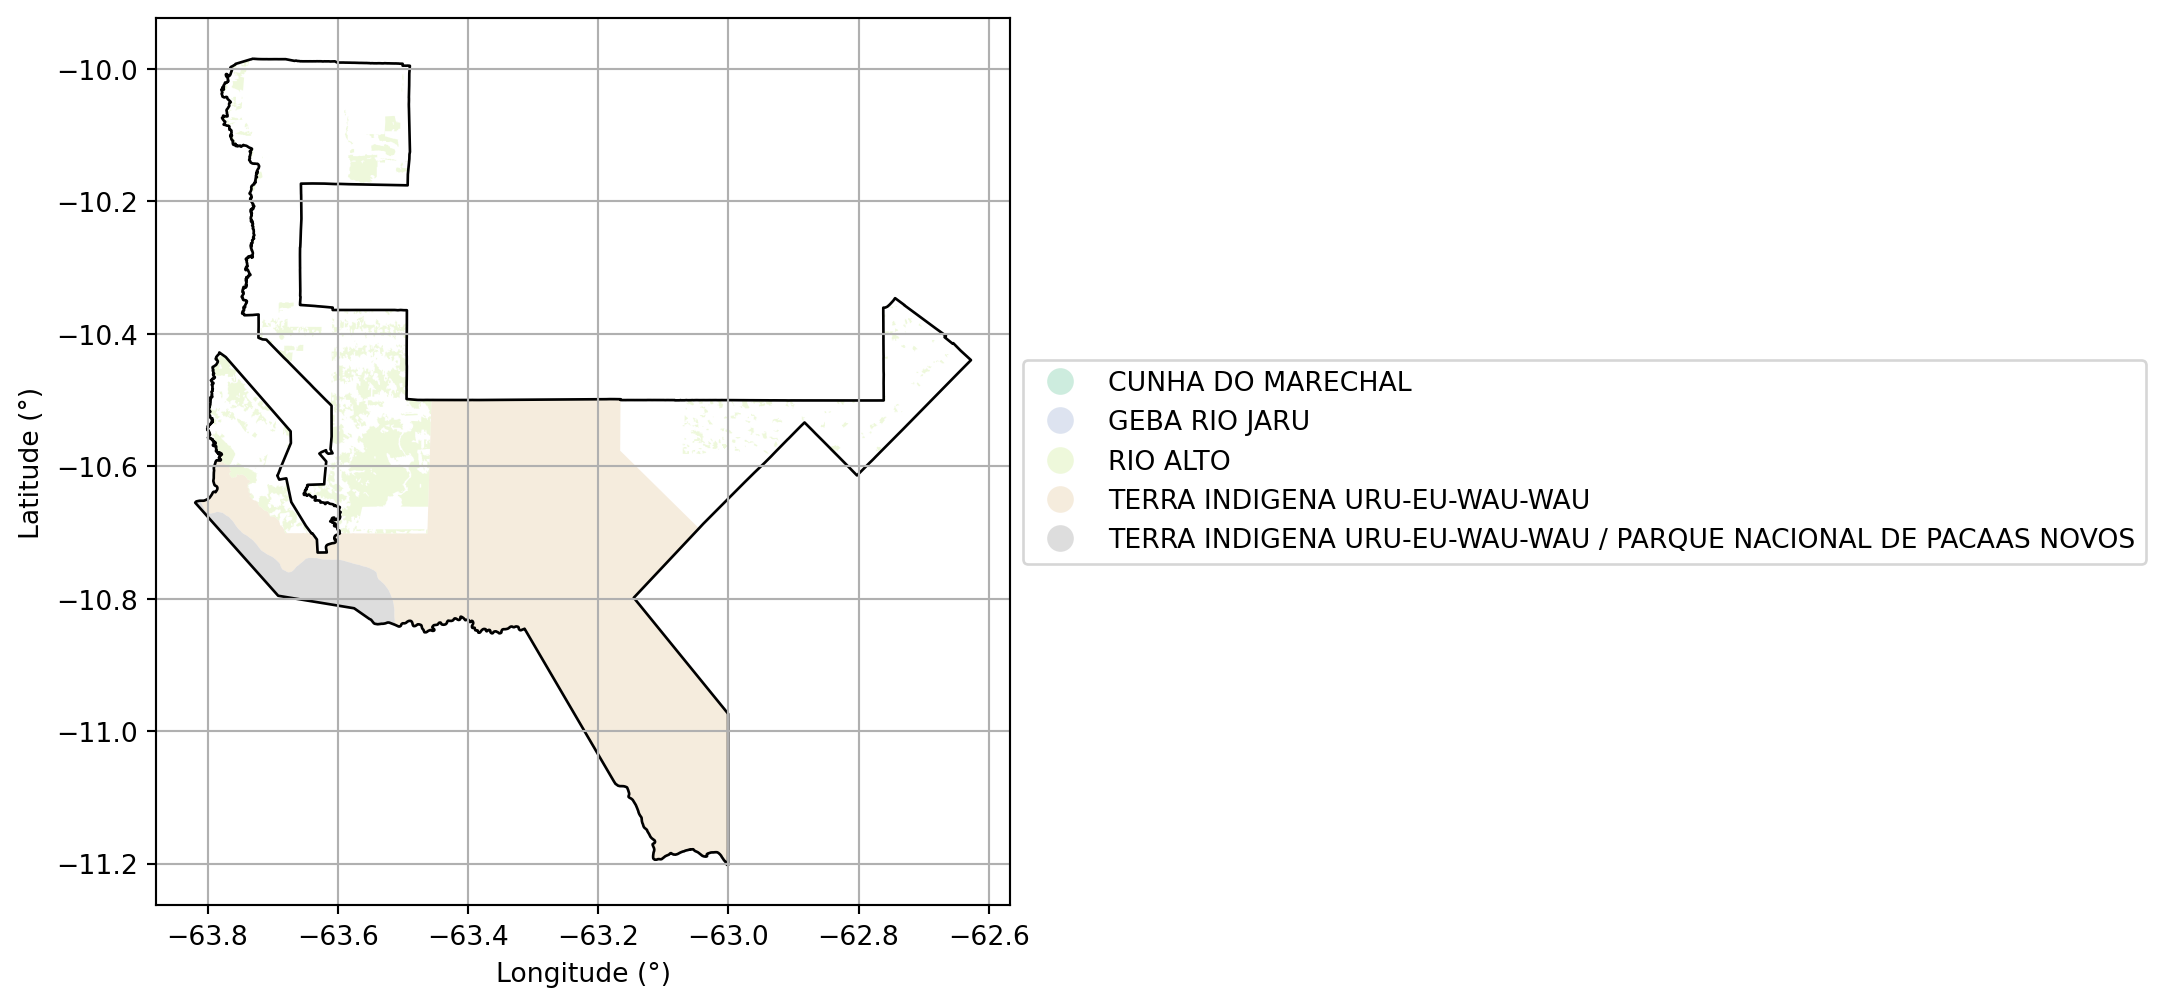 −10.0
−10.2
−10.4
−10.6
−10.8
−11.0
−11.2
Latitude (°)
−63.8 −63.6 −63.4 −63.2 −63.0 −62.8 −62.6
Longitude (°)
CUNHA DO MARECHAL
GEBA RIO JARU
RIO ALTO
TERRA INDIGENA URU-EU-WAU-WAU
TERRA INDIGENA URU-EU-WAU-WAU / PARQUE NACIONAL DE PACAAS NOVOS